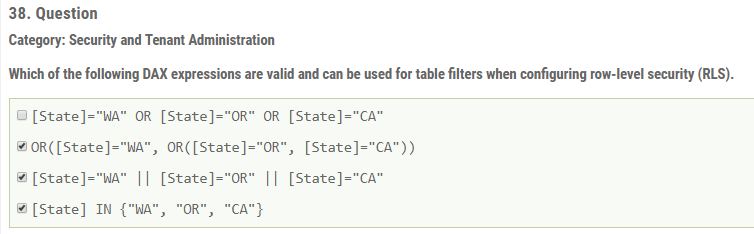 38. Question
Category: Security and Tenant Administration
Which of the following DAX expressions are valid and can be used for table filters when configuring row-level security (RLS).
[State]="WA" OR [State]="OR" OR [State]="CA"
OR([State]="WA", OR([State]="OR", [State]="CA"))
[State]="WA" || [State]="OR" || [State]="CA"
[State] IN {"WA", "OR", "CA"}